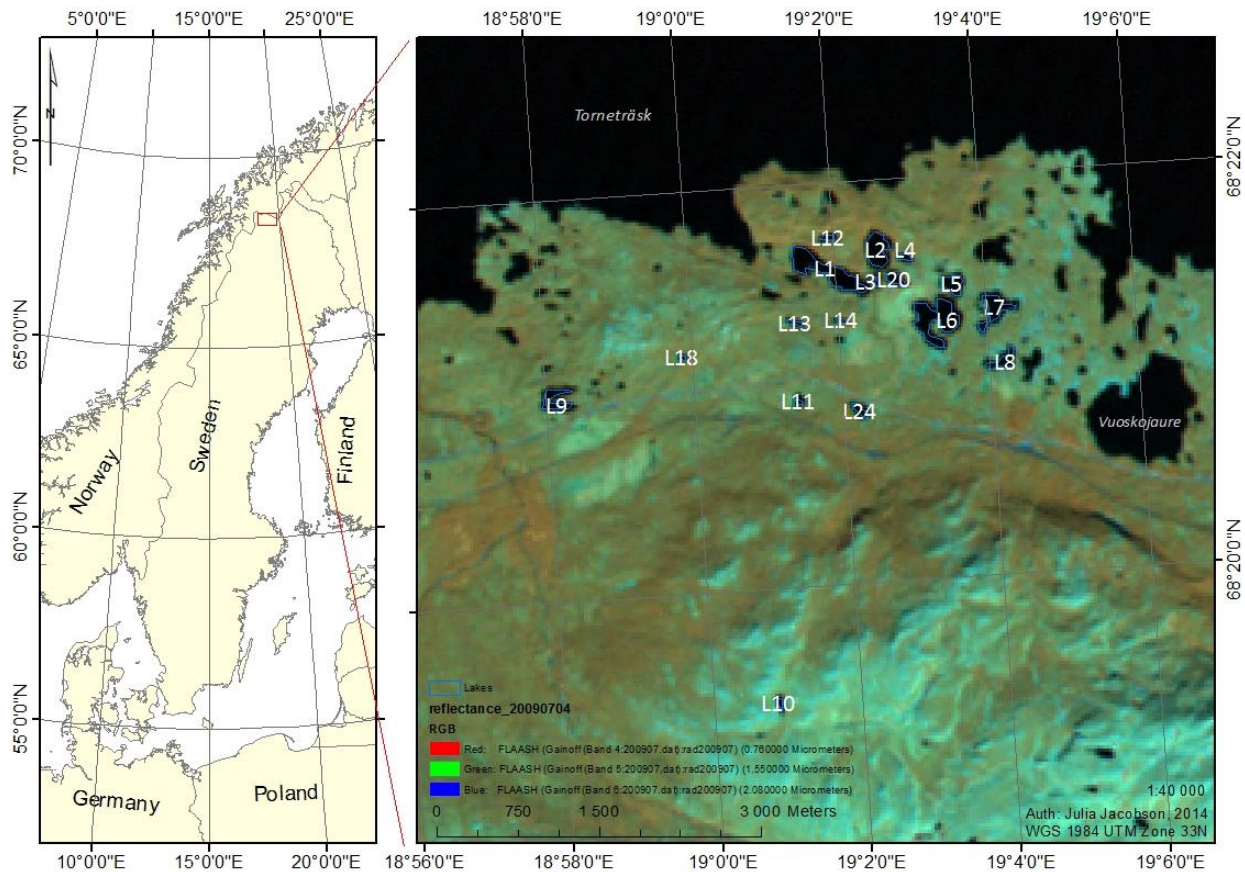 5°0'0"E 15°0'0"E 25°0'0"E
18°58'0"E 19°0'0"E 19°2'0"E 19°4'0"E 19°6'0"E
N
70°0'0"N
65°0'0"N
60°0'0"N
55°0'0"N
Norway
Sweden
Finland
Germany
Poland
10°0'0"E 15°0'0"E 20°0'0"E
Torneträsk
68°22'0"N
L12
L2
L4
L1
L3
L20
L5
L7
L6
L13
L14
L18
L8
L9
L11
L24
Vuoskojaure
68°20'0"N
L10
Lakes
reflectance_20090704
RGB
Red: FLAASH (Gainoff (Band 4:200907.dat):rad200907) (0.760000 Micrometers)
Green: FLAASH (Gainoff (Band 5:200907.dat):rad200907) (1.550000 Micrometers)
Blue: FLAASH (Gainoff (Band 6:200907.dat):rad200907) (2.080000 Micrometers)
0 750 1 500 3 000 Meters
1:40 000
Auth: Julia Jacobson, 2014
WGS 1984 UTM Zone 33N
18°56'0"E 18°58'0"E 19°0'0"E 19°2'0"E 19°4'0"E 19°6'0"E